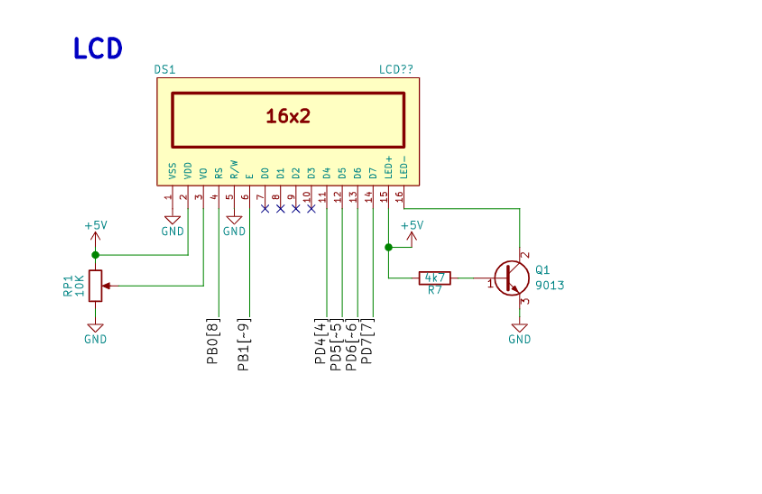 LCD
DS1 LCD??
16x2
VSS VDD VO RS R/W E D0 D1 D2 D3 D4 D5 D6 D7 LED+ LED-
1 2 3 4 5 6 7 8 9 10 11 12 13 14 15 16
GND GND
+5V +5V
RP1
10K
4k7
R7
1 2 3
Q1
9013
GND GND
PB0[8] PB1[~9] PD4[4] PD5[~5] PD6[~6] PD7[7]